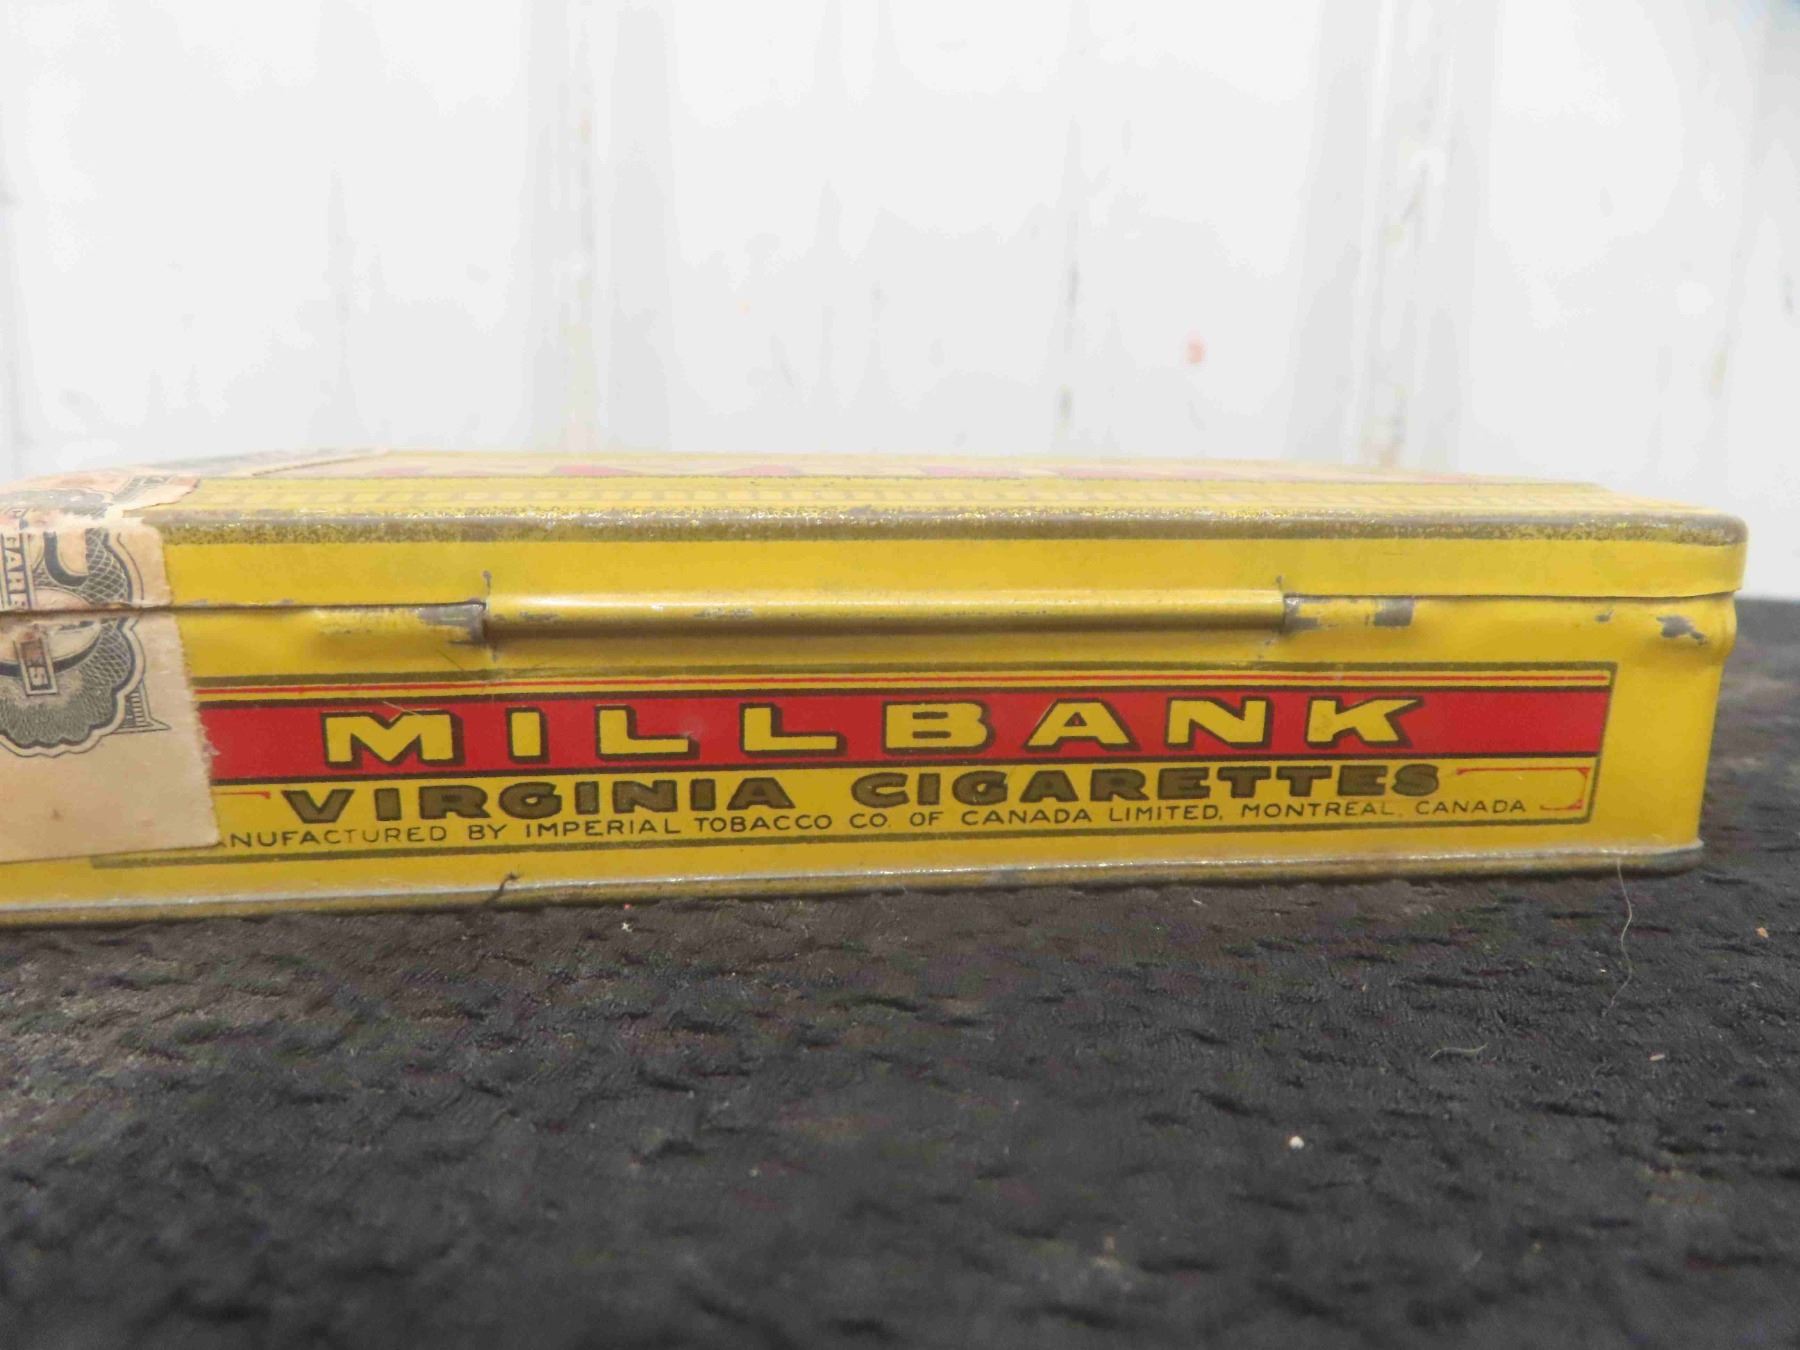 MILLBANK
VIRGINIA CIGARETTES
ANUFACTURED BY IMPERIAL TOBACCO CO. OF CANADA LIMITED, MONTREAL, CANADA